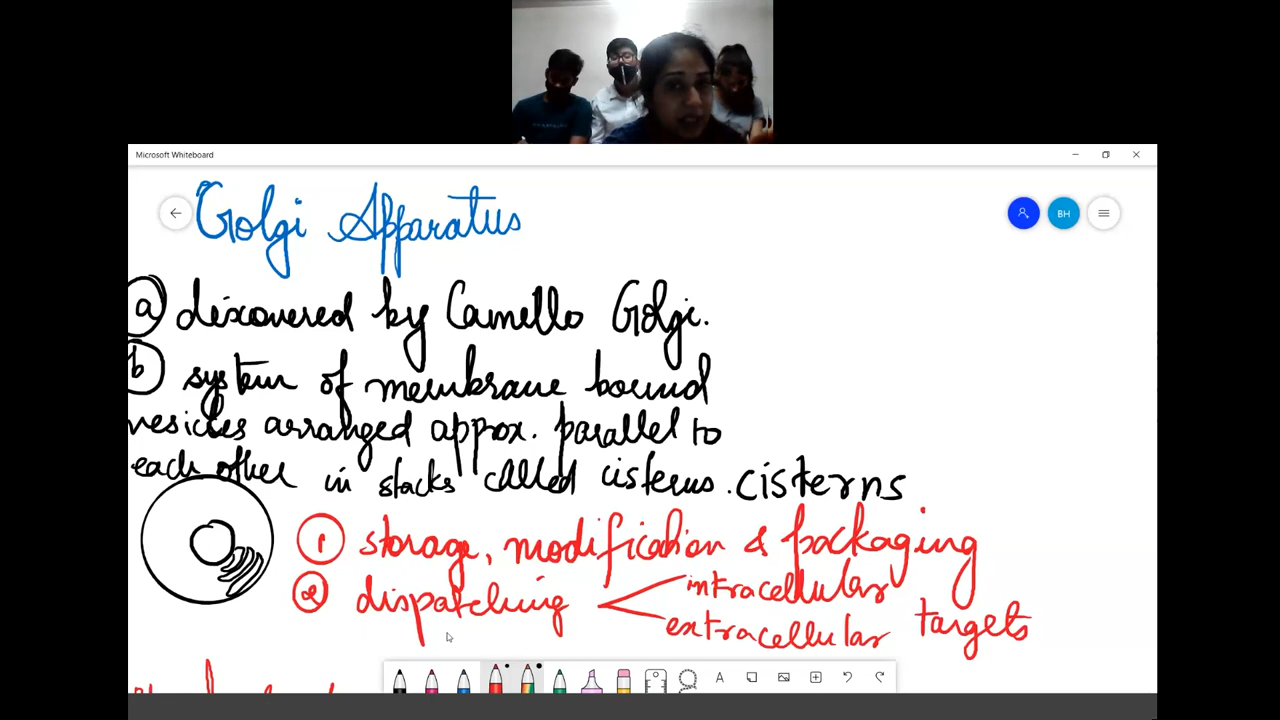 Microsoft Whiteboard
Golgi Apparatus
BH
a discovered by Camello Golgi.
b system of membrane bound
vesicles arranged approx. parallel to
each other in stacks called cisterns. cisterns
1 storage, modification & packaging
2 dispatching intracellular
extracellular targets
A